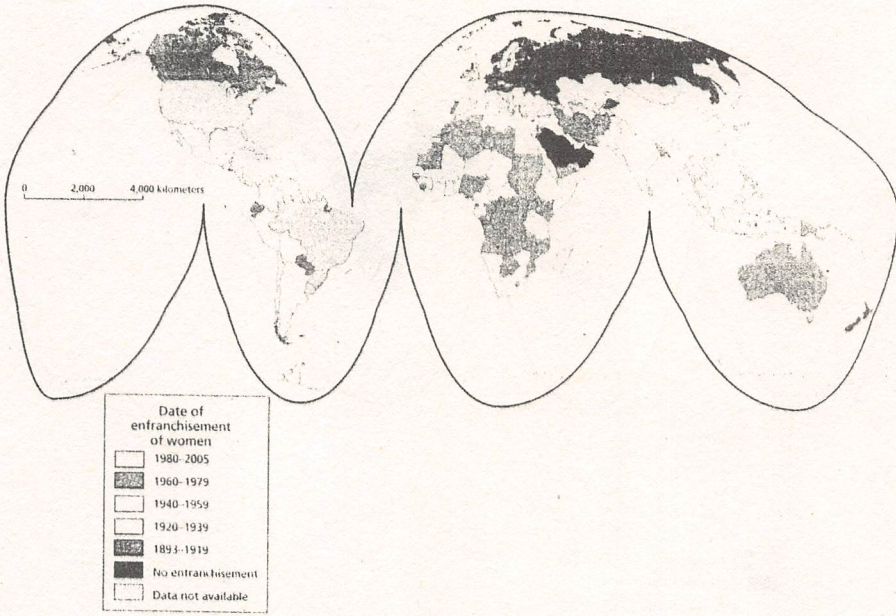 0 2,000 4,000 kilometers
Date of
enfranchisement
of women
1980-2005
1960-1979
1940-1959
1920-1939
1893-1919
No enfranchisement
Data not available